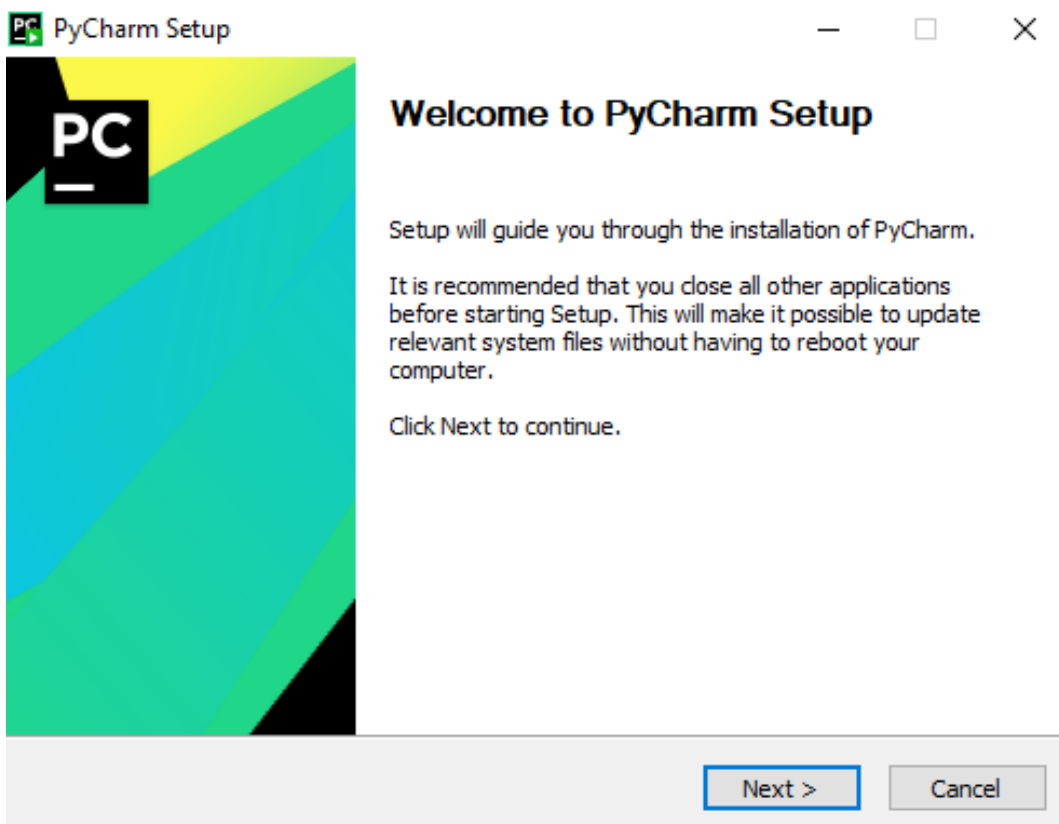 PyCharm Setup
PC
Welcome to PyCharm Setup
Setup will guide you through the installation of PyCharm.
It is recommended that you close all other applications
before starting Setup. This will make it possible to update
relevant system files without having to reboot your
computer.
Click Next to continue.
Next >
Cancel